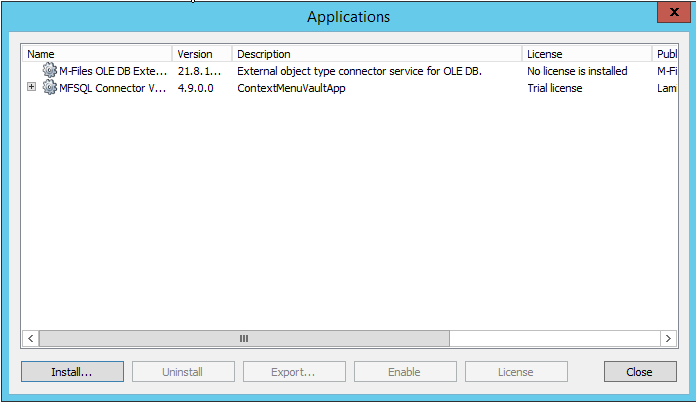 Applications
X
Name Version Description License Publ
M-Files OLE DB Exte... 21.8.1... External object type connector service for OLE DB. No license is installed M-Fi
MFSQL Connector V... 4.9.0.0 ContextMenuVaultApp Trial license Lam
Install... Uninstall Export... Enable License Close